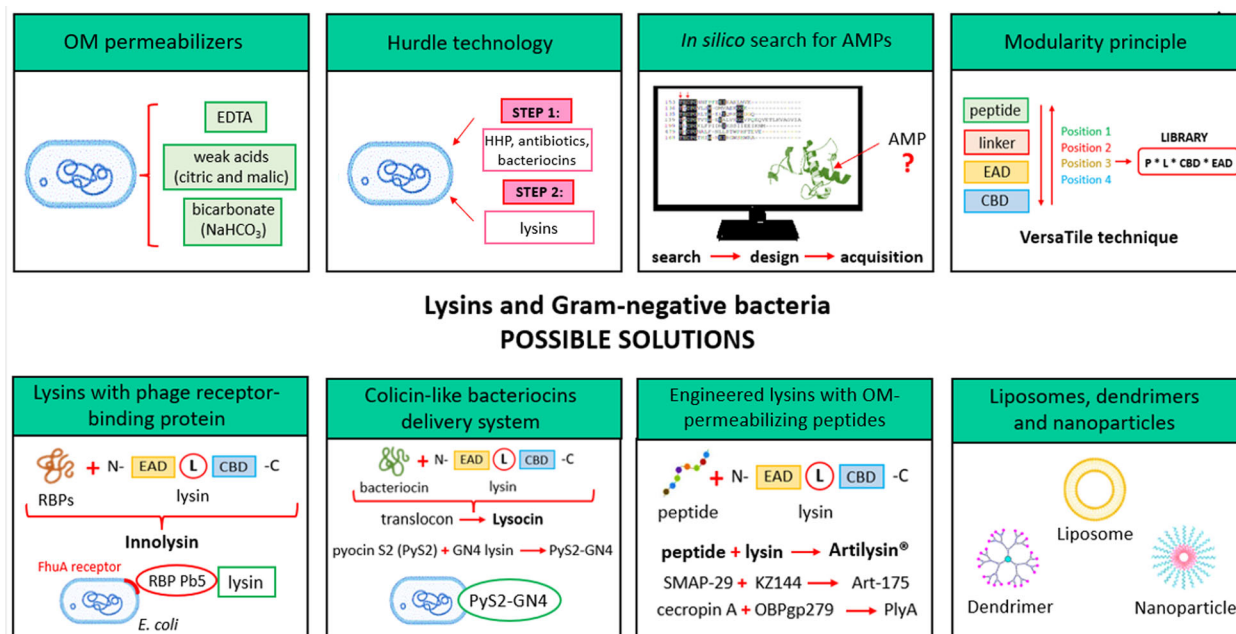 OM permeabilizers
EDTA
weak acids
(citric and malic)
bicarbonate
(NaHCO₃)
Hurdle technology
STEP 1:
HHP, antibiotics,
bacteriocins
STEP 2:
lysins
In silico search for AMPs
AMP
?
search → design → acquisition
Modularity principle
peptide
linker
EAD
CBD
Position 1
Position 2
Position 3
Position 4
LIBRARY
P * L * CBD * EAD
VersaTile technique
Lysins and Gram-negative bacteria
POSSIBLE SOLUTIONS
Lysins with phage receptor-
binding protein
RBPs
+ N- EAD L CBD -C
lysin
Innolysin
FhuA receptor
RBP Pb5
lysin
E. coli
Colicin-like bacteriocins
delivery system
+ N- EAD L CBD -C
bacteriocin
lysin
translocon → Lysocin
pyocin S2 (PyS2) + GN4 lysin → PyS2-GN4
PyS2-GN4
Engineered lysins with OM-
permeabilizing peptides
+ N- EAD L CBD -C
peptide
lysin
peptide + lysin → Artilysin®
SMAP-29 + KZ144 → Art-175
cecropin A + OBPgp279 → PlyA
Liposomes, dendrimers
and nanoparticles
Liposome
Dendrimer
Nanoparticle